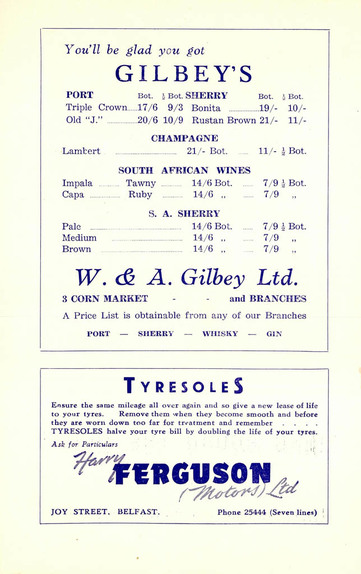 You'll be glad you got
GILBEY'S
PORT Bot. ½ Bot. SHERRY Bot. ½ Bot.
Triple Crown 17/6 9/3 Bonita 19/- 10/-
Old "J." 20/6 10/9 Rustan Brown 21/- 11/-
CHAMPAGNE
Lambert 21/- Bot. 11/- ½ Bot.
SOUTH AFRICAN WINES
Impala Tawny 14/6 Bot. 7/9 ½ Bot.
Capa Ruby 14/6 „ 7/9 „
S. A. SHERRY
Pale 14/6 Bot. 7/9 ½ Bot.
Medium 14/6 „ 7/9 „
Brown 14/6 „ 7/9 „
W. & A. Gilbey Ltd.
3 CORN MARKET - - and BRANCHES
A Price List is obtainable from any of our Branches
PORT — SHERRY — WHISKY — GIN
TYRESOLES
Ensure the same mileage all over again and so give a new lease of life
to your tyres. Remove them when they become smooth and before
they are worn down too far for treatment and remember . . . .
TYRESOLES halve your tyre bill by doubling the life of your tyres.
Ask for Particulars
Harry
FERGUSON
(Motors) Ltd
JOY STREET, BELFAST. Phone 25444 (Seven lines)